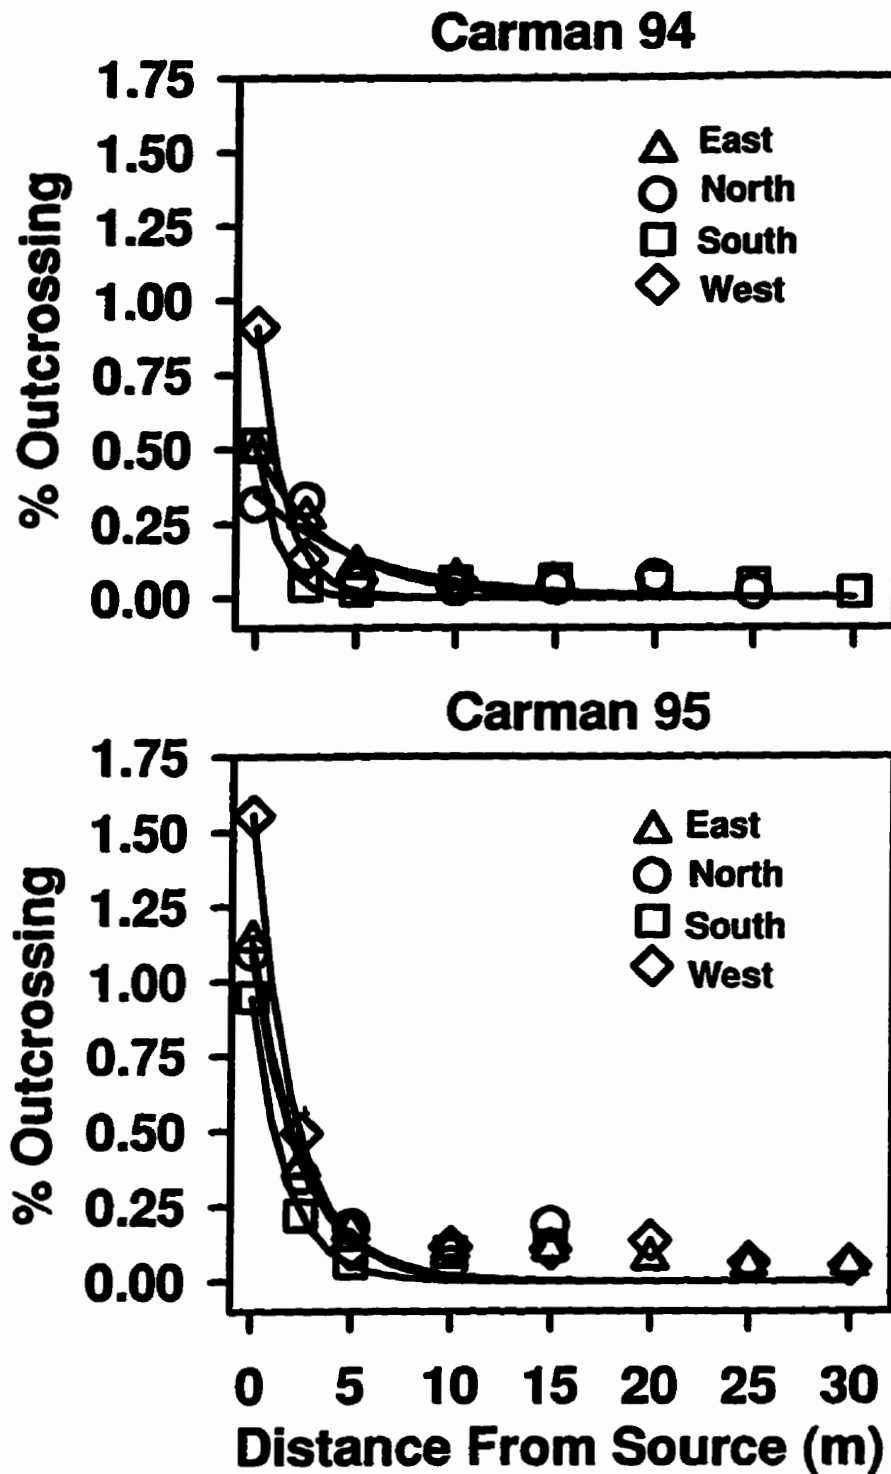 Carman 94
1.75
1.50
1.25
1.00
0.75
0.50
0.25
0.00
% Outcrossing
East
North
South
West
Carman 95
1.75
1.50
1.25
1.00
0.75
0.50
0.25
0.00
% Outcrossing
East
North
South
West
0 5 10 15 20 25 30
Distance From Source (m)